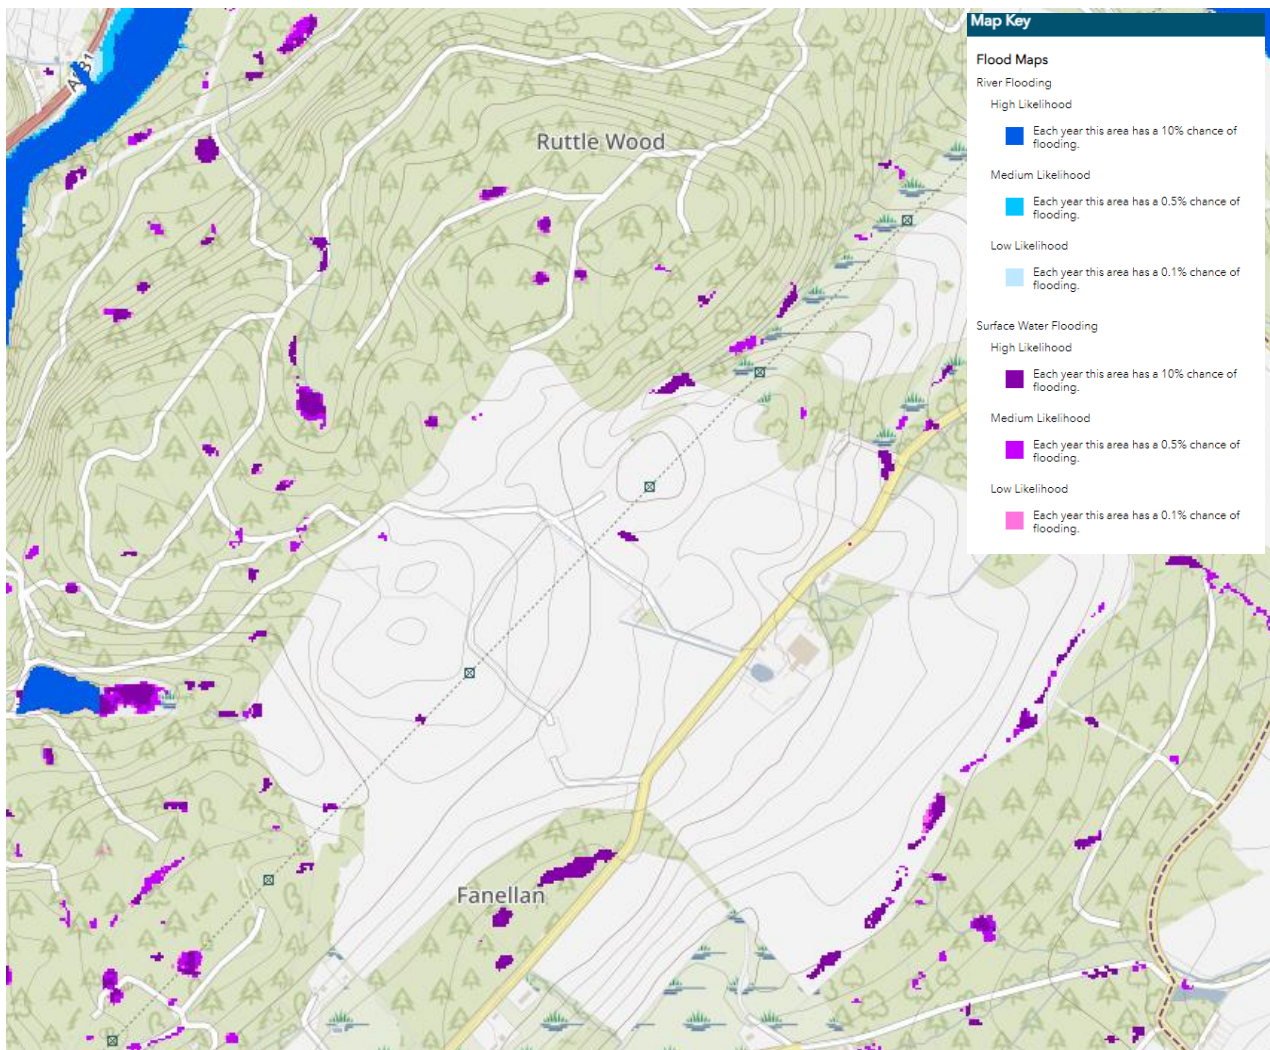 Map Key
Flood Maps
River Flooding
High Likelihood
Each year this area has a 10% chance of
flooding.
Medium Likelihood
Each year this area has a 0.5% chance of
flooding.
Low Likelihood
Each year this area has a 0.1% chance of
flooding.
Surface Water Flooding
High Likelihood
Each year this area has a 10% chance of
flooding.
Medium Likelihood
Each year this area has a 0.5% chance of
flooding.
Low Likelihood
Each year this area has a 0.1% chance of
flooding.
Ruttle Wood
Fanellan